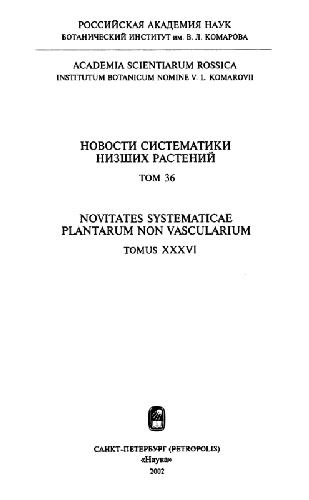 РОССИЙСКАЯ АКАДЕМИЯ НАУК
БОТАНИЧЕСКИЙ ИНСТИТУТ им. В. Л. КОМАРОВА
ACADEMIA SCIENTIARUM ROSSICA
INSTITUTUM BOTANICUM NOMINE V. L. KOMAROVII
НОВОСТИ СИСТЕМАТИКИ
НИЗШИХ РАСТЕНИЙ
ТОМ 36
NOVITATES SYSTEMATICAE
PLANTARUM NON VASCULARIUM
TOMUS XXXVI
САНКТ-ПЕТЕРБУРГ (PETROPOLIS)
«Наука»
2002